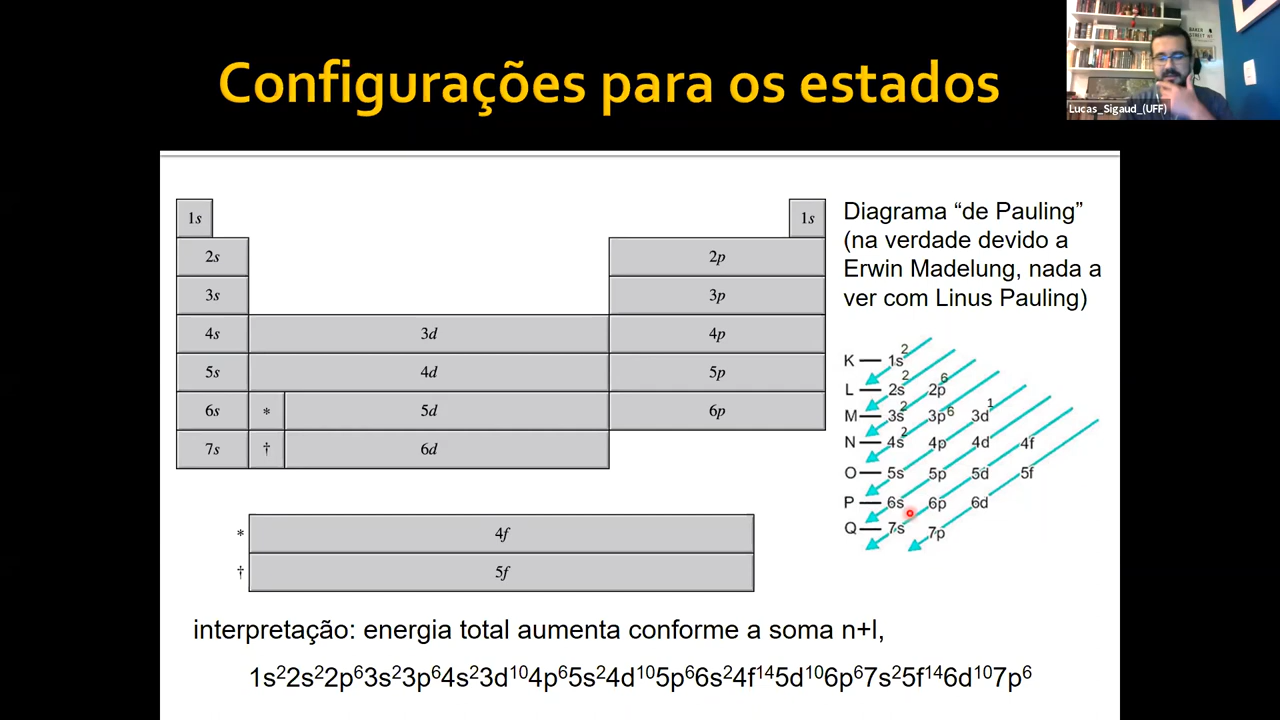 Configurações para os estados
Lucas_Sigaud_(UFF)
1s 1s
2s 2p
3s 3p
4s 3d 4p
5s 4d 5p
6s * 5d 6p
7s † 6d
* 4f
† 5f
Diagrama “de Pauling”
(na verdade devido a
Erwin Madelung, nada a
ver com Linus Pauling)
K — 1s²
L — 2s² 2p⁶
M — 3s² 3p⁶ 3d¹
N — 4s² 4p 4d 4f
O — 5s 5p 5d 5f
P — 6s 6p 6d
Q — 7s 7p
interpretação: energia total aumenta conforme a soma n+l,
1s²2s²2p⁶3s²3p⁶4s²3d¹⁰4p⁶5s²4d¹⁰5p⁶6s²4f¹⁴5d¹⁰6p⁶7s²5f¹⁴6d¹⁰7p⁶